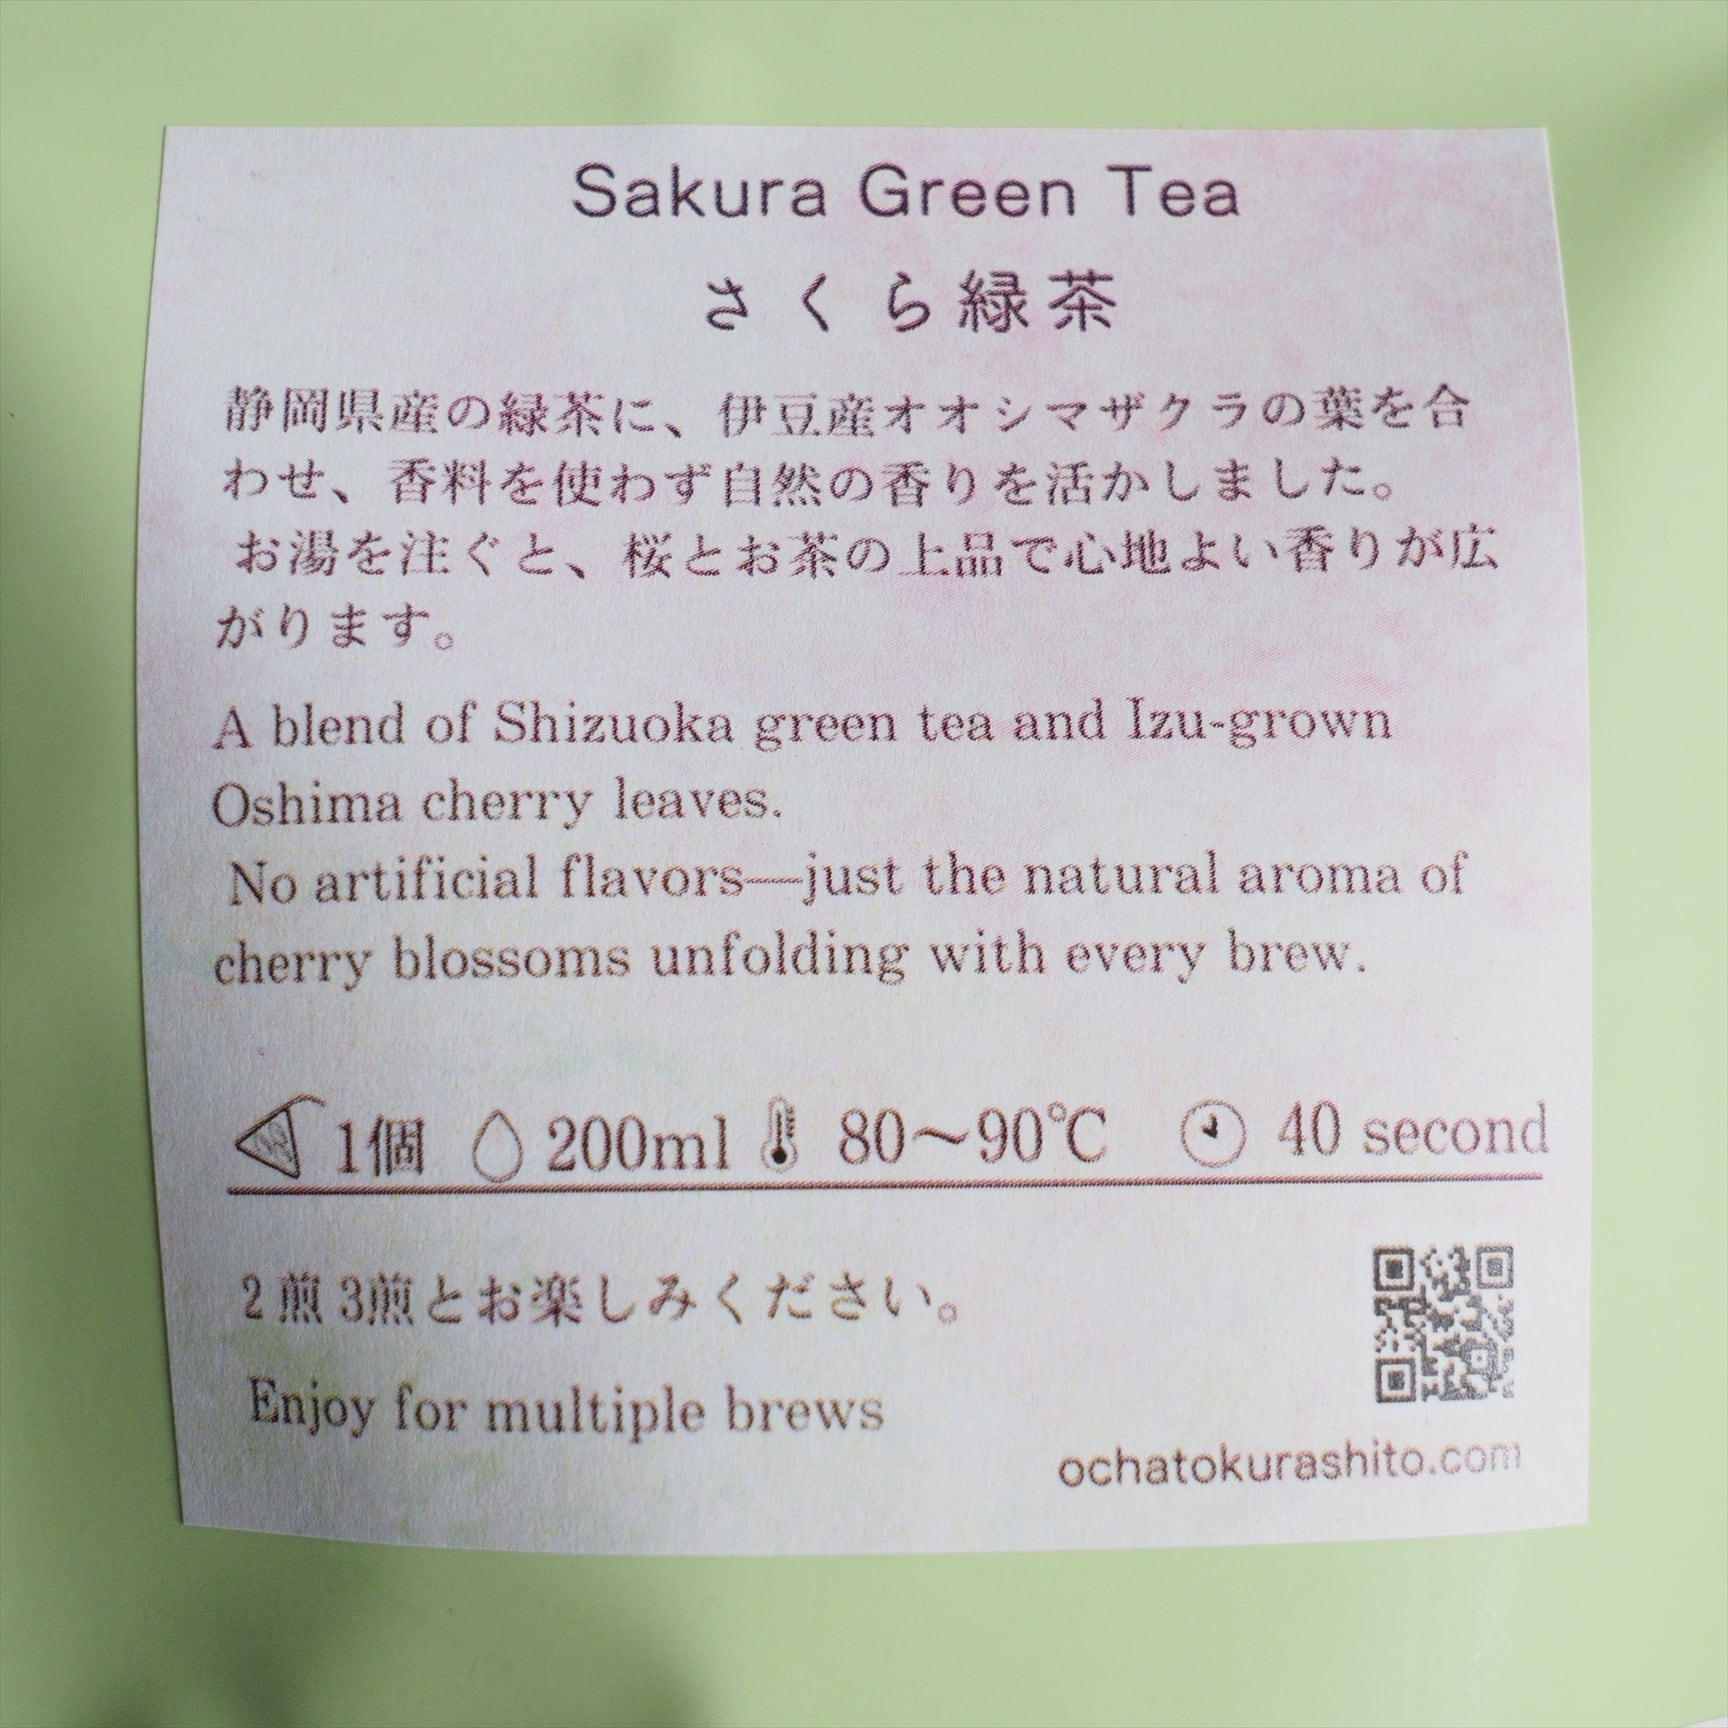 Sakura Green Tea
さくら緑茶
静岡県産の緑茶に、伊豆産オオシマザクラの葉を合
わせ、香料を使わず自然の香りを活かしました。
お湯を注ぐと、桜とお茶の上品で心地よい香りが広
がります。
A blend of Shizuoka green tea and Izu-grown
Oshima cherry leaves.
No artificial flavors—just the natural aroma of
cherry blossoms unfolding with every brew.
1個 200ml 80〜90℃ 40 second
2煎3煎とお楽しみください。
Enjoy for multiple brews
ochatokurashito.com